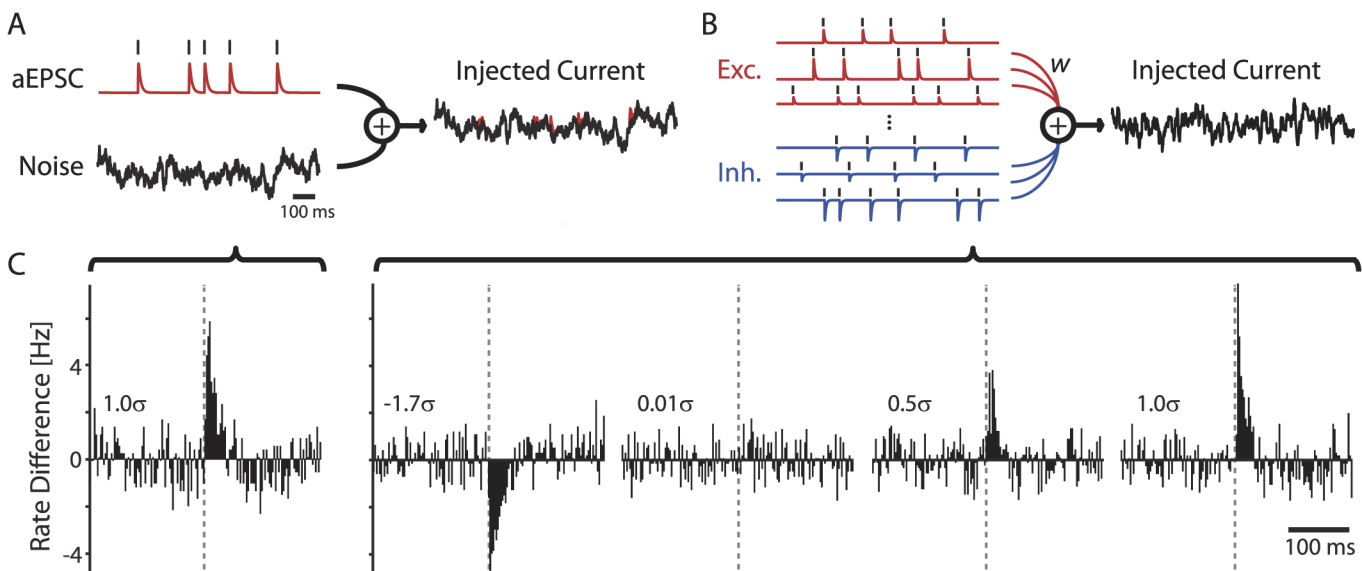 A
aEPSC
Noise
100 ms
Injected Current
B
Exc.
Inh.
w
Injected Current
C
Rate Difference [Hz]
4
0
-4
1.0σ
-1.7σ
0.01σ
0.5σ
1.0σ
100 ms